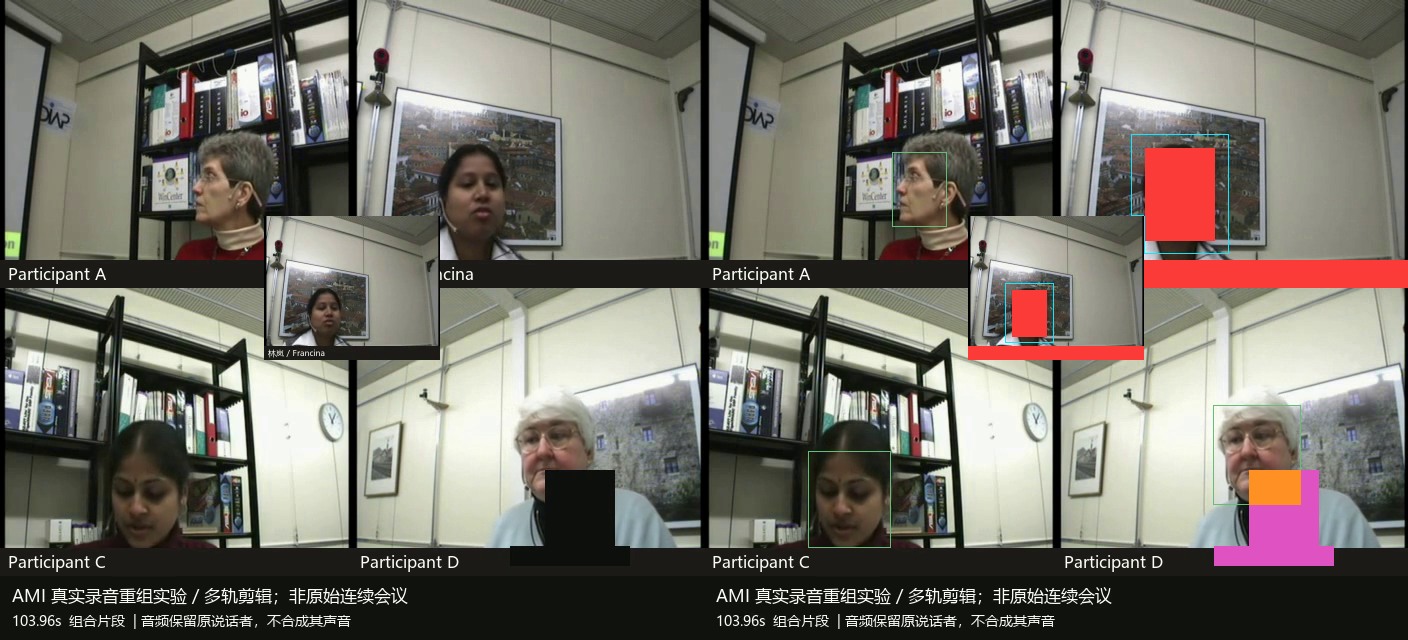 WinCenter
ASUS
Participant A
ncina
Participant A
林岚 / Francina
Participant C
Participant D
Participant C
Participant D
AMI 真实录音重组实验 / 多轨剪辑；非原始连续会议
103.96s 组合片段 | 音频保留原说话者，不合成其声音
AMI 真实录音重组实验 / 多轨剪辑；非原始连续会议
103.96s 组合片段 | 音频保留原说话者，不合成其声音